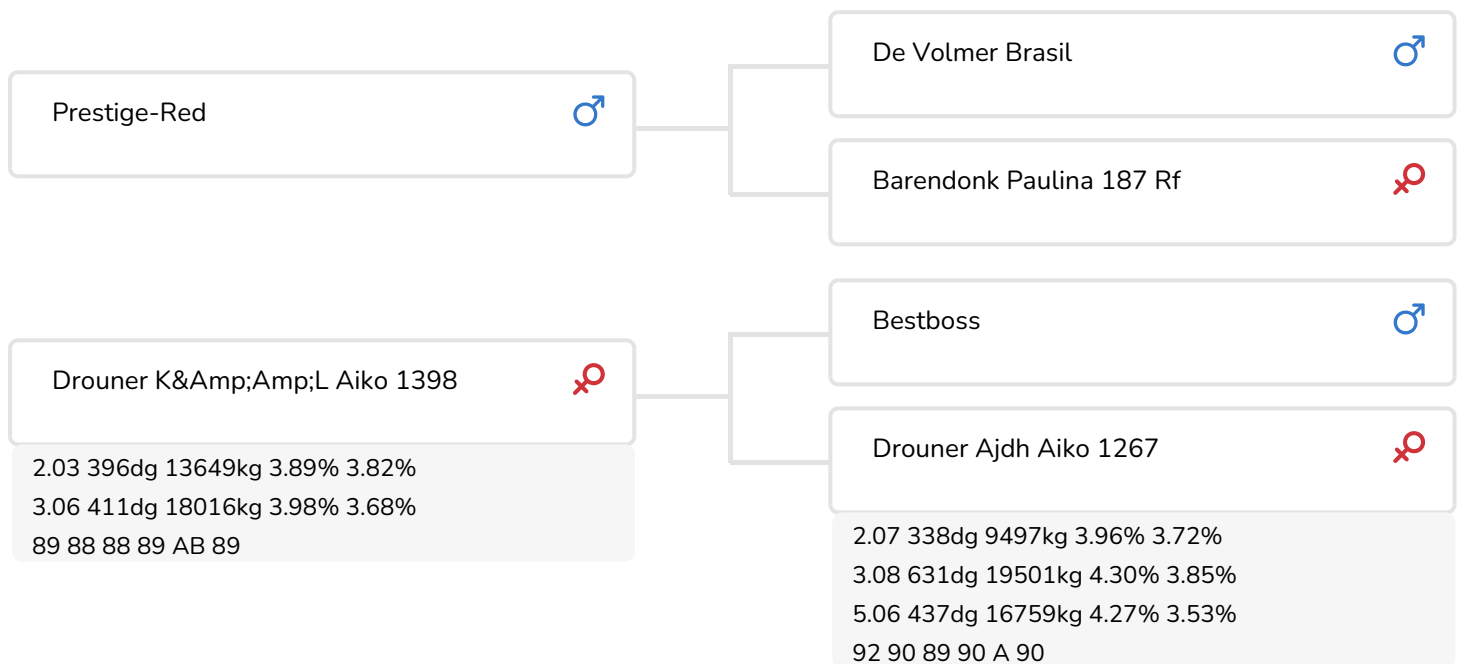 Prestige-Red
De Volmer Brasil
Barendonk Paulina 187 Rf
Drouner K&Amp;Amp;L Aiko 1398
2.03 396dg 13649kg 3.89% 3.82%
3.06 411dg 18016kg 3.98% 3.68%
89 88 88 89 AB 89
Bestboss
Drouner Ajdh Aiko 1267
2.07 338dg 9497kg 3.96% 3.72%
3.08 631dg 19501kg 4.30% 3.85%
5.06 437dg 16759kg 4.27% 3.53%
92 90 89 90 A 90